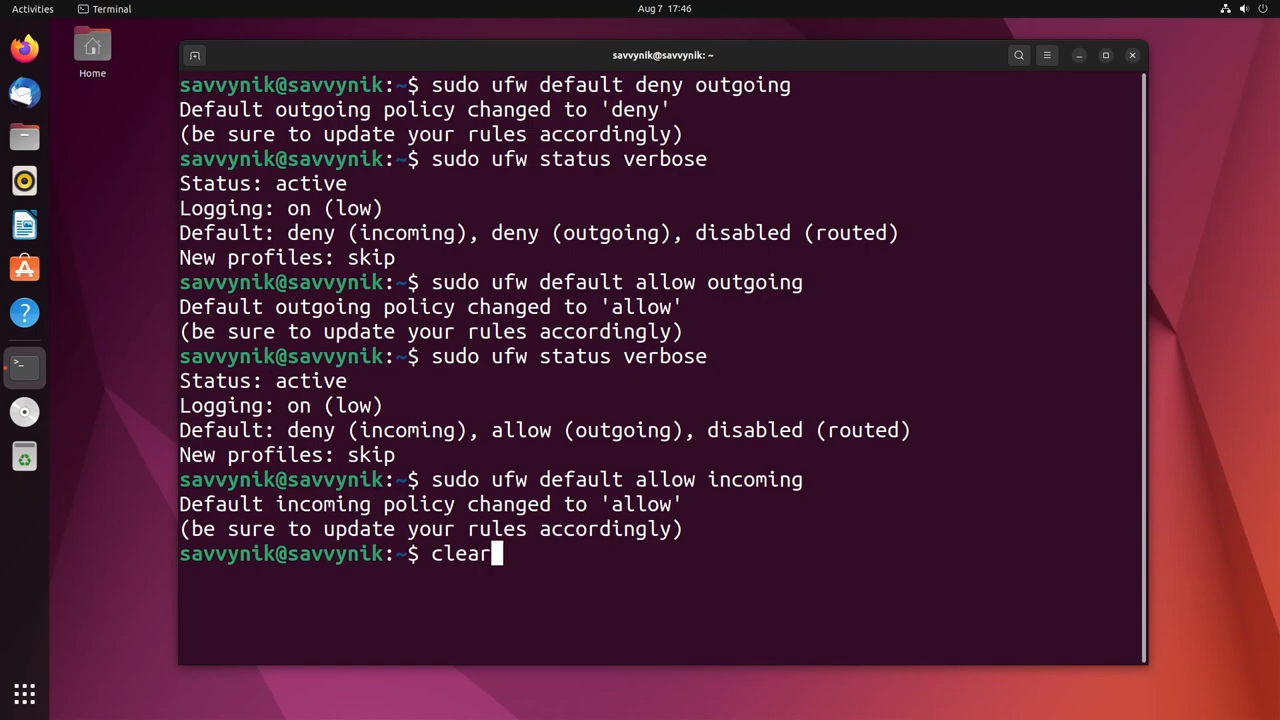 Activities
Terminal
Aug 7 17:46
Home
savvynik@savvynik: ~
savvynik@savvynik:~$ sudo ufw default deny outgoing
Default outgoing policy changed to 'deny'
(be sure to update your rules accordingly)
savvynik@savvynik:~$ sudo ufw status verbose
Status: active
Logging: on (low)
Default: deny (incoming), deny (outgoing), disabled (routed)
New profiles: skip
savvynik@savvynik:~$ sudo ufw default allow outgoing
Default outgoing policy changed to 'allow'
(be sure to update your rules accordingly)
savvynik@savvynik:~$ sudo ufw status verbose
Status: active
Logging: on (low)
Default: deny (incoming), allow (outgoing), disabled (routed)
New profiles: skip
savvynik@savvynik:~$ sudo ufw default allow incoming
Default incoming policy changed to 'allow'
(be sure to update your rules accordingly)
savvynik@savvynik:~$ clear